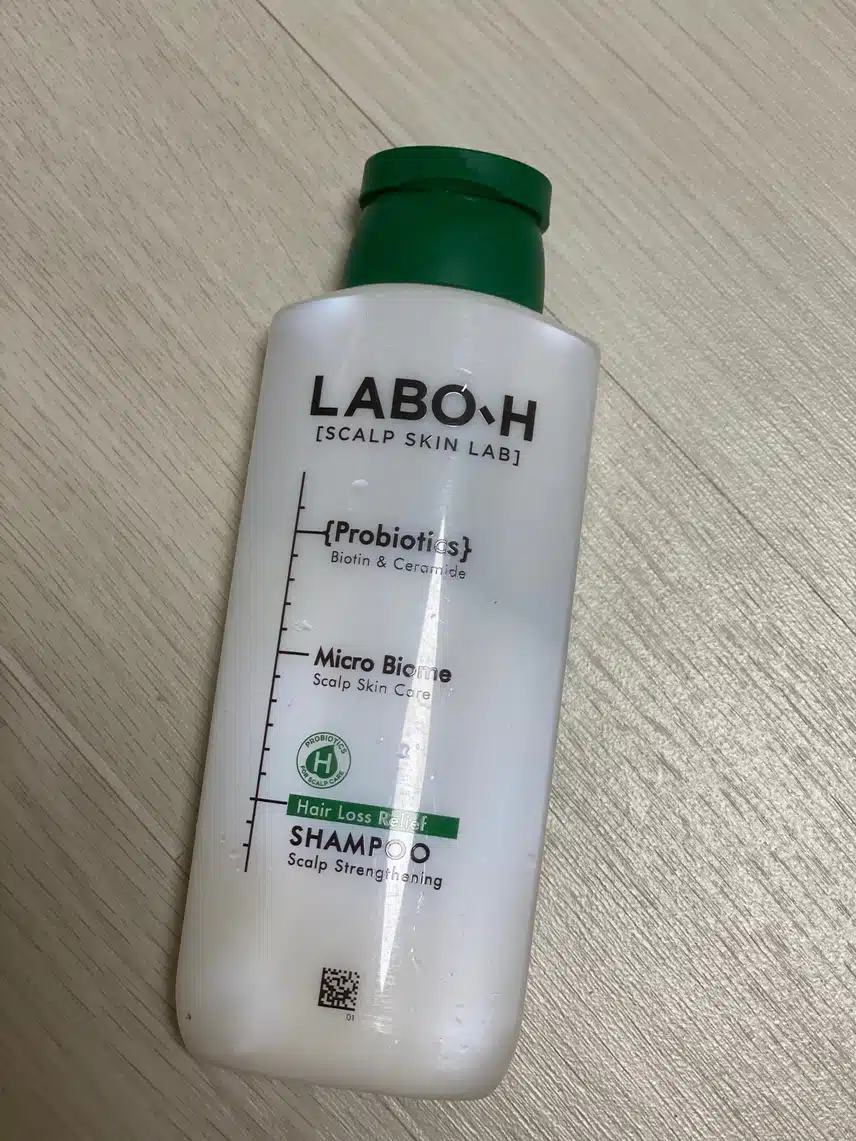 LABO-H
[SCALP SKIN LAB]
{Probiotics}
Biotin & Ceramide
Micro Biome
Scalp Skin Care
PROBIOTICS
H
FOR SCALP CARE
Hair Loss Relief
SHAMPOO
Scalp Strengthening
01